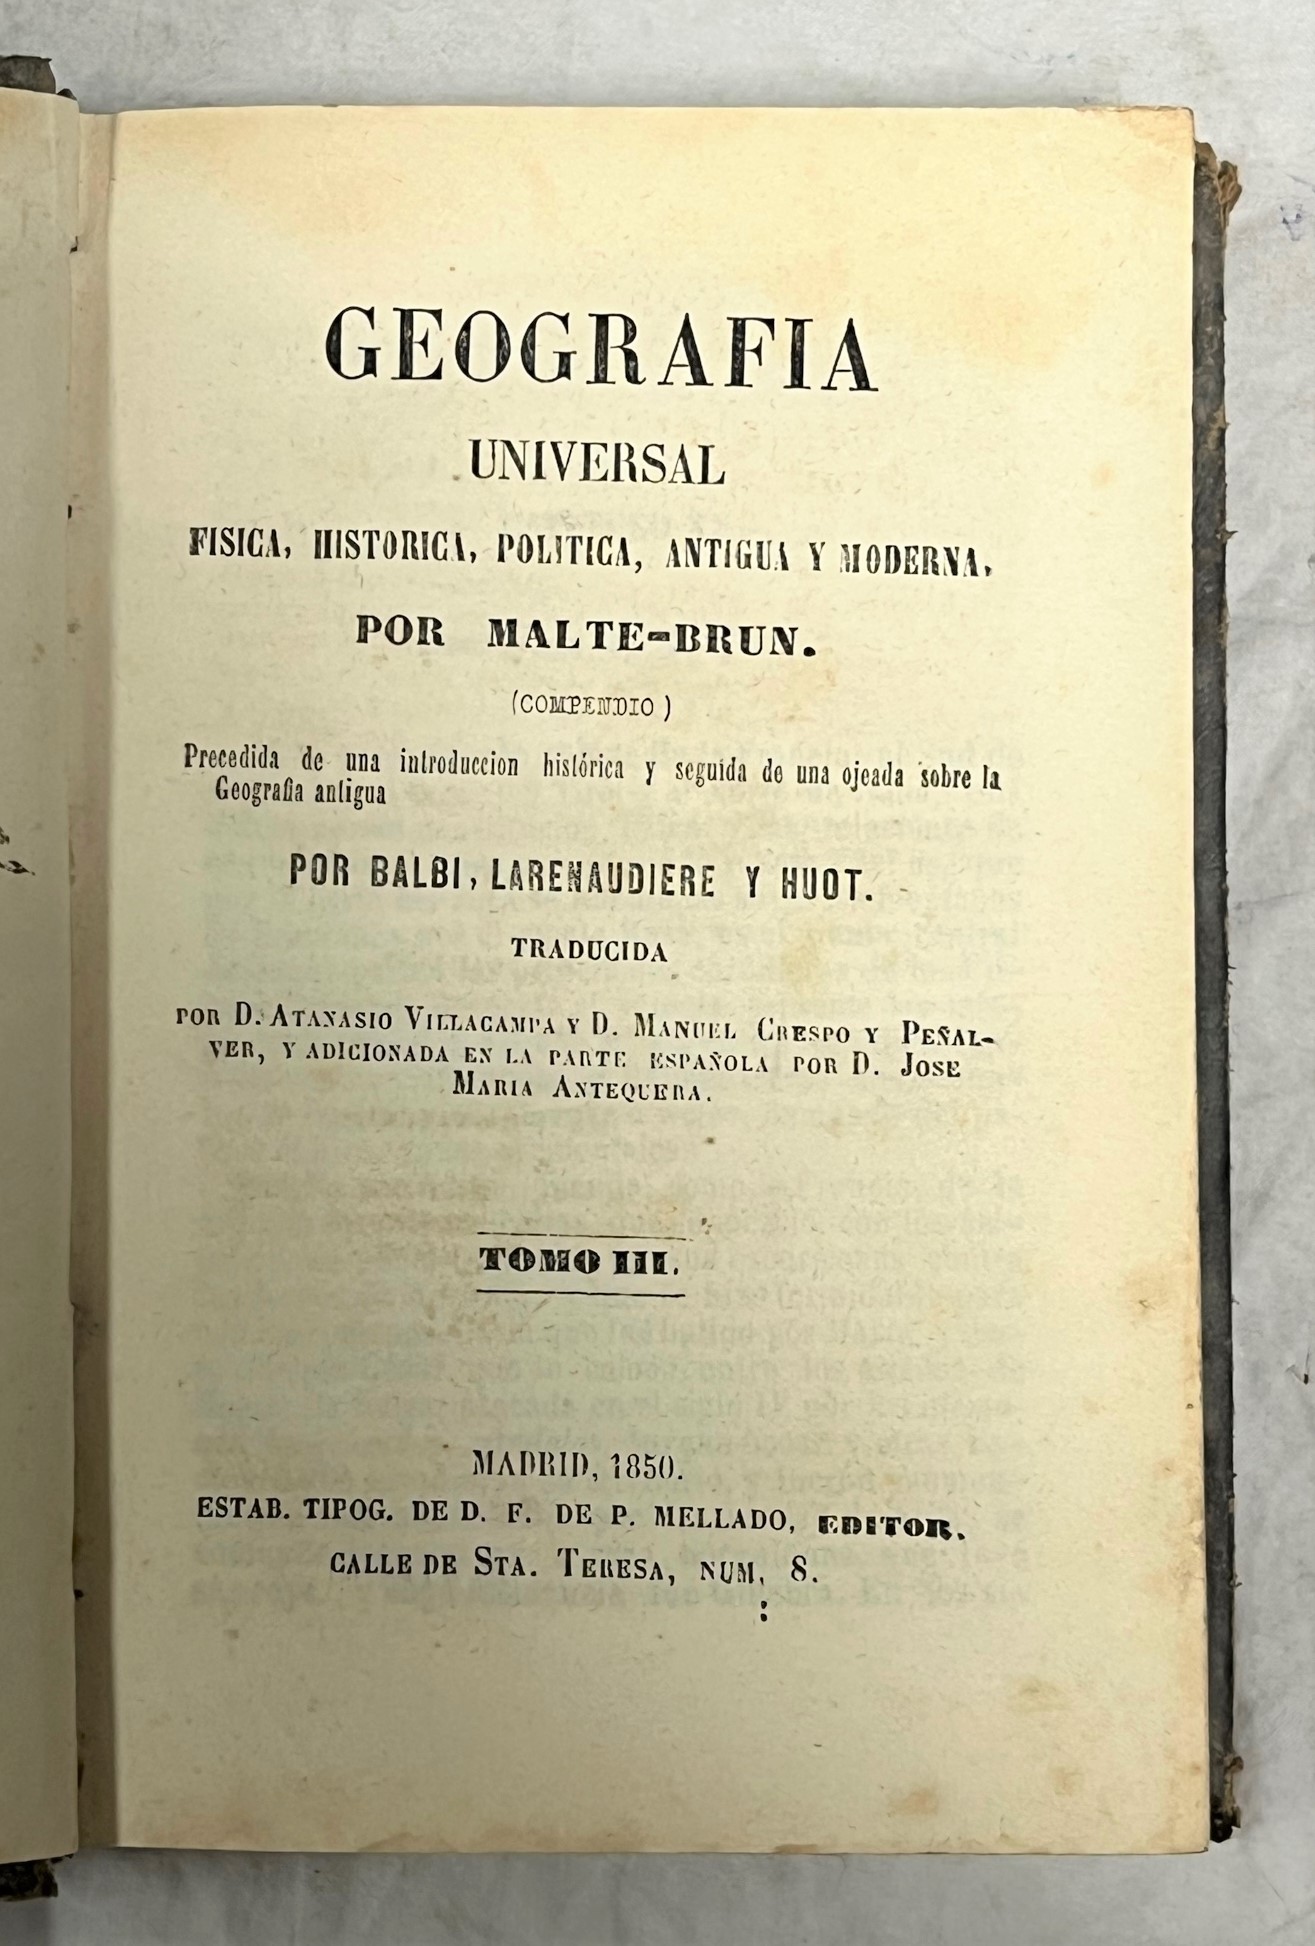 GEOGRAFIA
UNIVERSAL
FISICA, HISTORICA, POLITICA, ANTIGUA Y MODERNA,
POR MALTE-BRUN.
(COMPENDIO)
Precedida de una introduccion histórica y seguida de una ojeada sobre la
Geografia antigua
POR BALBI, LARENAUDIERE Y HUOT.
TRADUCIDA
POR D. ATANASIO VILLACAMPA Y D. MANUEL CRESPO Y PEÑAL-
VER, Y ADICIONADA EN LA PARTE ESPAÑOLA POR D. JOSE
MARIA ANTEQUERA.
TOMO III.
MADRID, 1850.
ESTAB. TIPOG. DE D. F. DE P. MELLADO, EDITOR.
CALLE DE STA. TERESA, NUM, 8.
: